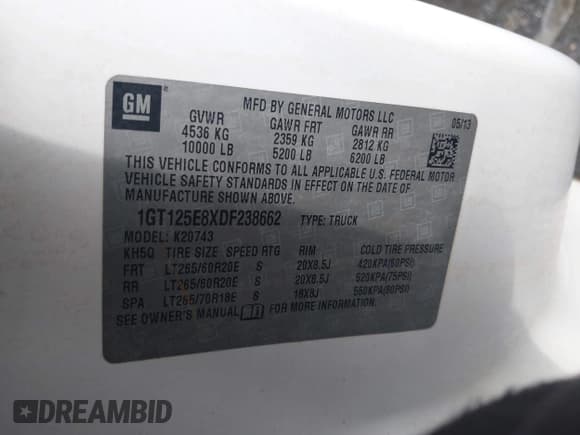 GM
MFD BY GENERAL MOTORS LLC
05/13
GVWR GAWR FRT GAWR RR
4536 KG 2359 KG 2812 KG
10000 LB 5200 LB 6200 LB
THIS VEHICLE CONFORMS TO ALL APPLICABLE U.S. FEDERAL MOTOR
VEHICLE SAFETY STANDARDS IN EFFECT ON THE DATE OF
MANUFACTURE SHOWN ABOVE.
1GT125E8XDF238662 TYPE: TRUCK
MODEL: K20743
KH5Q TIRE SIZE SPEED RTG RIM COLD TIRE PRESSURE
FRT LT265/60R20E S 20X8.5J 420KPA(60PSI)
RR LT265/60R20E S 20X8.5J 520KPA(75PSI)
SPA LT265/70R18E S 18X8J 550KPA(80PSI)
SEE OWNER'S MANUAL FOR MORE INFORMATION.
DREAMBID